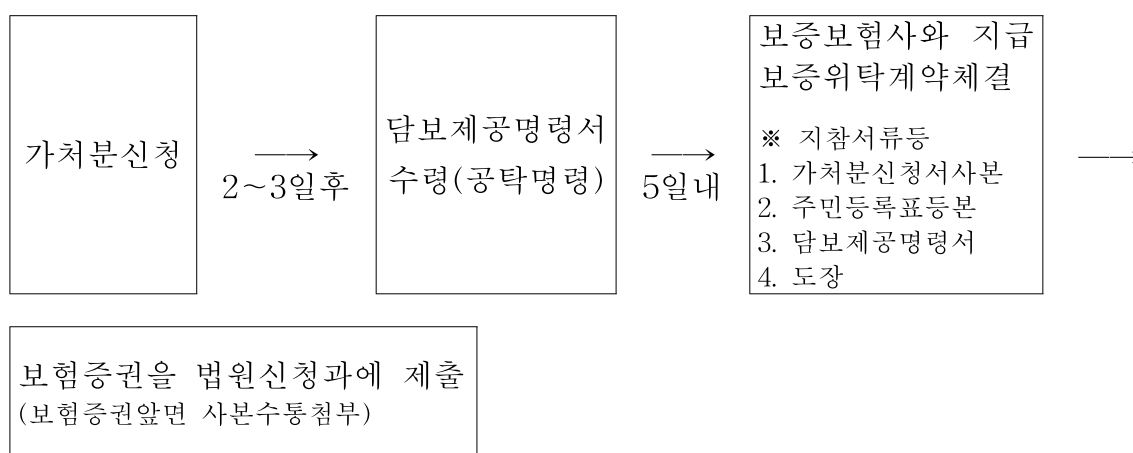 가처분신청
⟶
2~3일후
담보제공명령서
수령(공탁명령)
⟶
5일내
보증보험사와 지급
보증위탁계약체결
※ 지참서류등
1. 가처분신청서사본
2. 주민등록표등본
3. 담보제공명령서
4. 도장
⟶
보험증권을 법원신청과에 제출
(보험증권앞면 사본수통첨부)